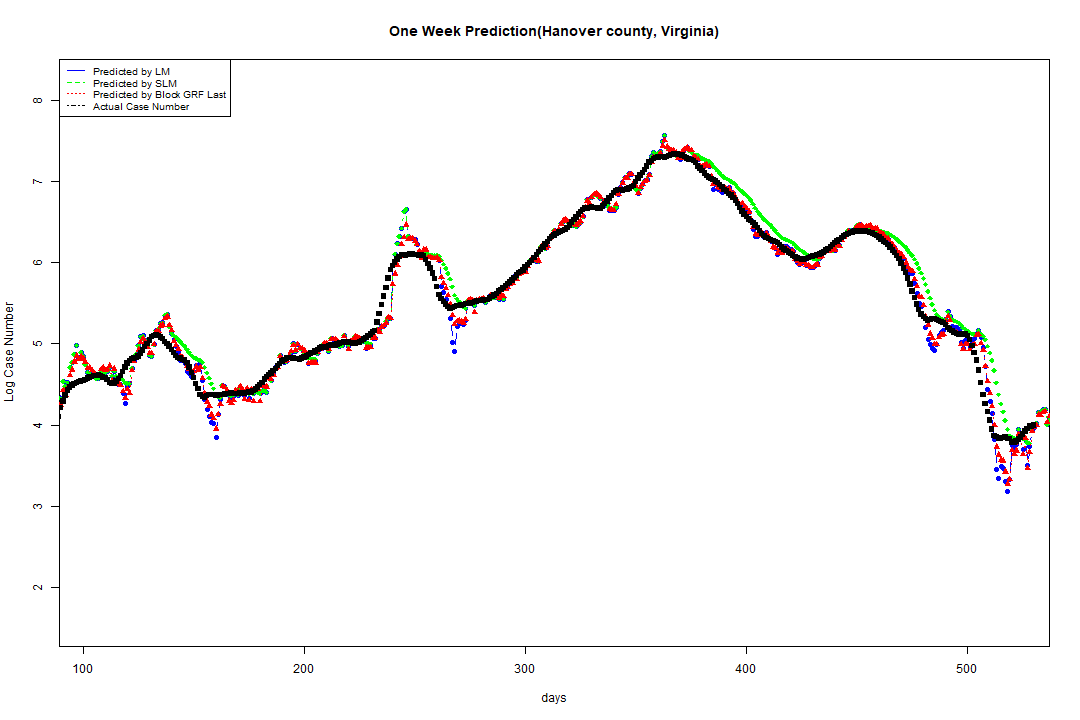 One Week Prediction(Hanover county, Virginia)
Predicted by LM
Predicted by SLM
Predicted by Block GRF Last
Actual Case Number
8
7
6
5
4
3
2
Log Case Number
100 200 300 400 500
days